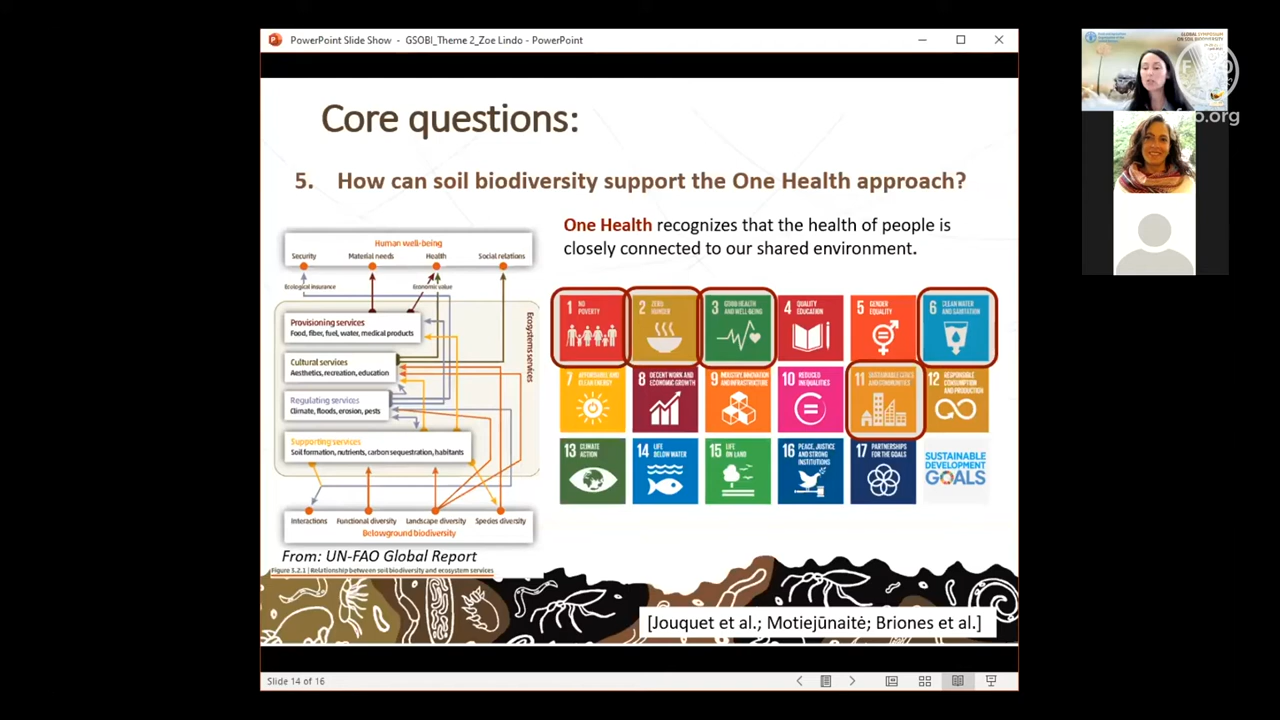 PowerPoint Slide Show - GSOBI_Theme 2_Zoe Lindo - PowerPoint
Core questions:
5. How can soil biodiversity support the One Health approach?
One Health recognizes that the health of people is
closely connected to our shared environment.
Human well-being
Security Material needs Health Social relations
Ecological insurance Economic value
Ecosystems services
Provisioning services
Food, fiber, fuel, water, medical products
Cultural services
Aesthetics, recreation, education
Regulating services
Climate, floods, erosion, pests
Supporting services
Soil formation, nutrients, carbon sequestration, habitants
Interactions Functional diversity Landscape diversity Species diversity
Belowground biodiversity
From: UN-FAO Global Report
Figure 5.2.1 | Relationship between soil biodiversity and ecosystem services
1 NO
POVERTY
2 ZERO
HUNGER
3 GOOD HEALTH
AND WELL-BEING
4 QUALITY
EDUCATION
5 GENDER
EQUALITY
6 CLEAN WATER
AND SANITATION
7 AFFORDABLE AND
CLEAN ENERGY
8 DECENT WORK AND
ECONOMIC GROWTH
9 INDUSTRY, INNOVATION
AND INFRASTRUCTURE
10 REDUCED
INEQUALITIES
11 SUSTAINABLE CITIES
AND COMMUNITIES
12 RESPONSIBLE
CONSUMPTION
AND PRODUCTION
13 CLIMATE
ACTION
14 LIFE
BELOW WATER
15 LIFE
ON LAND
16 PEACE, JUSTICE
AND STRONG
INSTITUTIONS
17 PARTNERSHIPS
FOR THE GOALS
SUSTAINABLE
DEVELOPMENT
GOALS
[Jouquet et al.; Motiejūnaitė; Briones et al.]
Slide 14 of 16
GLOBAL SYMPOSIUM
ON SOIL BIODIVERSITY